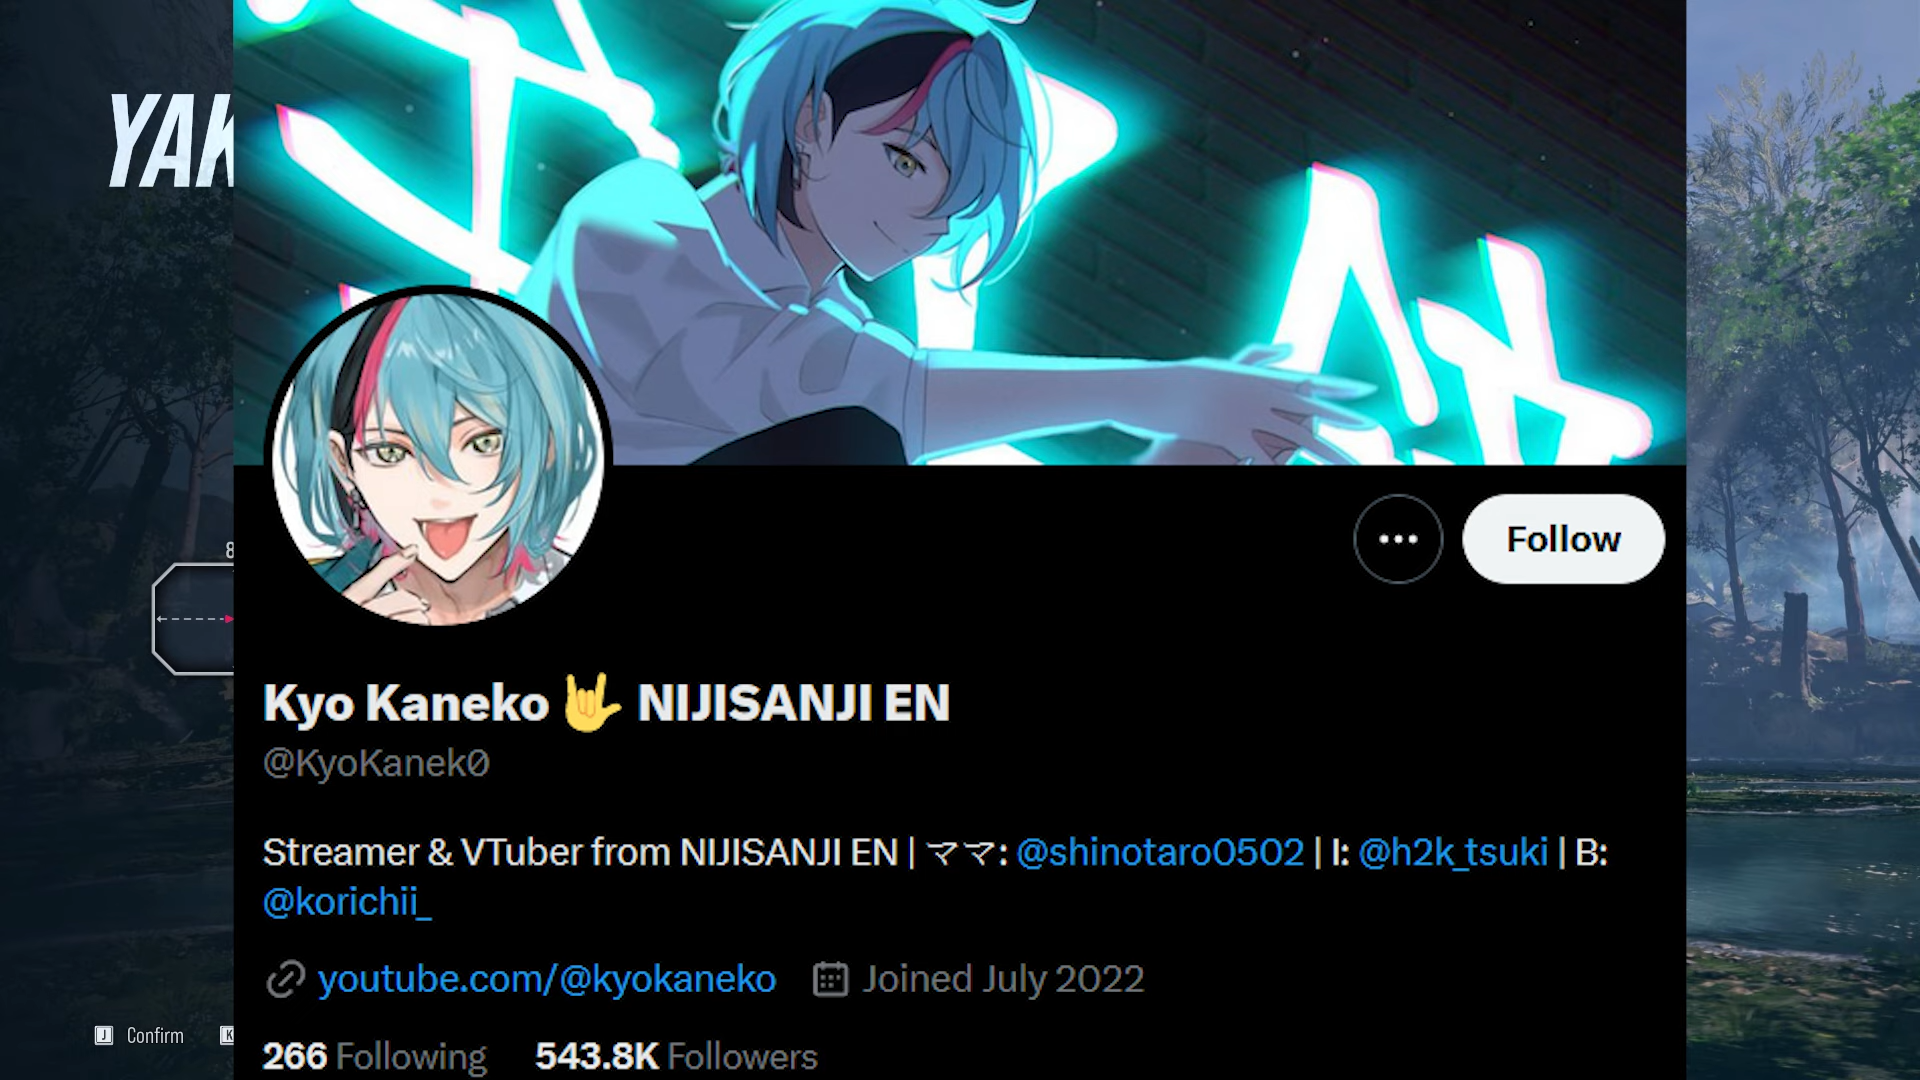 YAK
8
Follow
Kyo Kaneko 🤟 NIJISANJI EN
@KyoKanek0
Streamer & VTuber from NIJISANJI EN | ママ: @shinotaro0502 | I: @h2k_tsuki | B:
@korichii_
youtube.com/@kyokaneko Joined July 2022
J Confirm K
266 Following 543.8K Followers